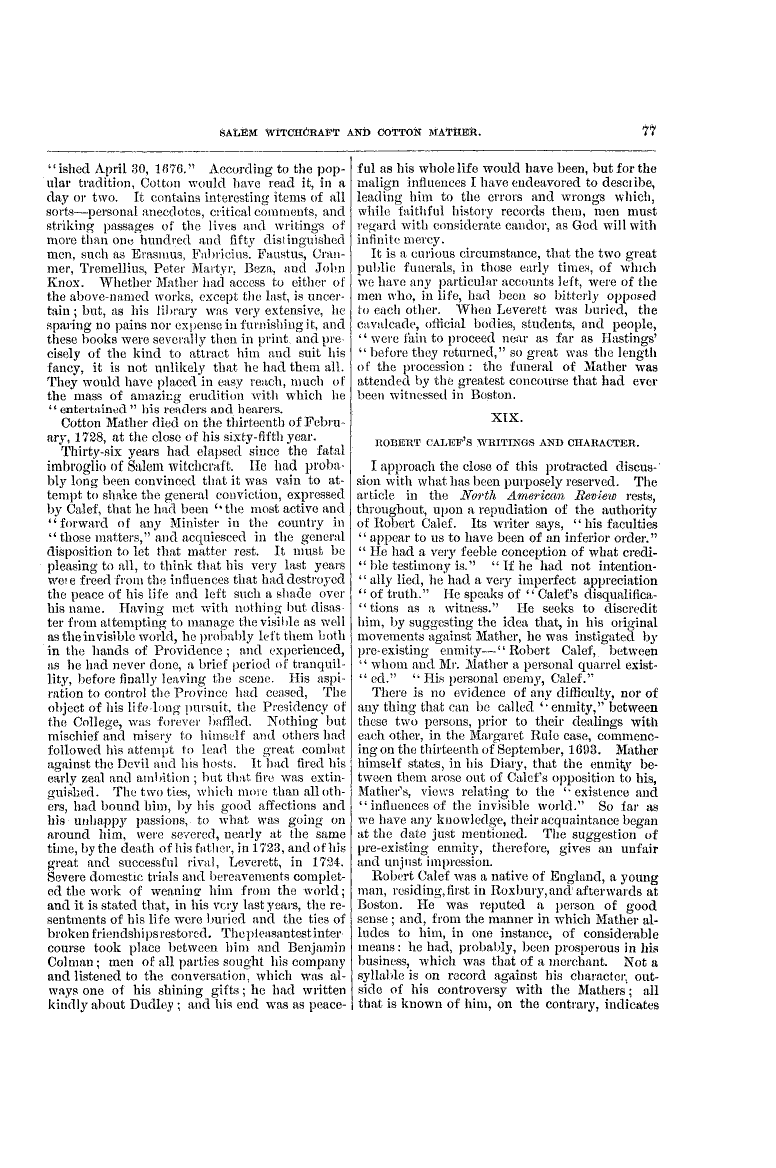 SALEM WITCHCRAFT AND COTTON MATHER. 77
"ished April 30, 1676." According to the pop-
ular tradition, Cotton would have read it, in a
day or two. It contains interesting items of all
sorts—personal anecdotes, critical comments, and
striking passages of the lives and writings of
more than one hundred and fifty distinguished
men, such as Erasmus, Fabricius, Faustus, Cran-
mer, Tremellius, Peter Martyr, Beza, and John
Knox. Whether Mather had access to either of
the above-named works, except the last, is uncer-
tain; but, as his library was very extensive, he
sparing no pains nor expense in furnishing it, and
these books were severally then in print and pre-
cisely of the kind to attract him and suit his
fancy, it is not unlikely that he had them all.
They would have placed in easy reach, much of
the mass of amazing erudition with which he
"entertained" his readers and hearers.
Cotton Mather died on the thirteenth of Febru-
ary, 1728, at the close of his sixty-fifth year.
Thirty-six years had elapsed since the fatal
imbroglio of Salem witchcraft. He had proba-
bly long been convinced that it was vain to at-
tempt to shake the general conviction, expressed
by Calef, that he had been "the most active and
"forward of any Minister in the country in
"those matters," and acquiesced in the general
disposition to let that matter rest. It must be
pleasing to all, to think that his very last years
were freed from the influences that had destroyed
the peace of his life and left such a shade over
his name. Having met with nothing but disas-
ter from attempting to manage the visible as well
as the invisible world, he probably left them both
in the hands of Providence; and experienced,
as he had never done, a brief period of tranquil-
lity, before finally leaving the scene. His aspi-
ration to control the Province had ceased, The
object of his life-long pursuit, the Presidency of
the College, was forever baffled. Nothing but
mischief and misery to himself and others had
followed his attempt to lead the great combat
against the Devil and his hosts. It had fired his
early zeal and ambition; but that fire was extin-
guished. The two ties, which more than all oth-
ers, had bound him, by his good affections and
his unhappy passions, to what was going on
around him, were severed, nearly at the same
time, by the death of his father, in 1723, and of his
great and successful rival, Leverett, in 1724.
Severe domestic trials and bereavements complet-
ed the work of weaning him from the world;
and it is stated that, in his very last years, the re-
sentments of his life were buried and the ties of
broken friendships restored. The pleasantest inter-
course took place between him and Benjamin
Colman; men of all parties sought his company
and listened to the conversation, which was al-
ways one of his shining gifts; he had written
kindly about Dudley; and his end was as peace-
ful as his whole life would have been, but for the
malign influences I have endeavored to describe,
leading him to the errors and wrongs which,
while faithful history records them, men must
regard with considerate candor, as God will with
infinite mercy.
It is a curious circumstance, that the two great
public funerals, in those early times, of which
we have any particular accounts left, were of the
men who, in life, had been so bitterly opposed
to each other. When Leverett was buried, the
cavalcade, official bodies, students, and people,
"were fain to proceed near as far as Hastings'
"before they returned," so great was the length
of the procession: the funeral of Mather was
attended by the greatest concourse that had ever
been witnessed in Boston.
XIX.
ROBERT CALEF'S WRITINGS AND CHARACTER.
I approach the close of this protracted discus-
sion with what has been purposely reserved. The
article in the North American Review rests,
throughout, upon a repudiation of the authority
of Robert Calef. Its writer says, "his faculties
"appear to us to have been of an inferior order."
"He had a very feeble conception of what credi-
"ble testimony is." "If he had not intention-
"ally lied, he had a very imperfect appreciation
"of truth." He speaks of "Calef's disqualifica-
"tions as a witness." He seeks to discredit
him, by suggesting the idea that, in his original
movements against Mather, he was instigated by
pre-existing enmity—"Robert Calef, between
"whom and Mr. Mather a personal quarrel exist-
"ed." "His personal enemy, Calef."
There is no evidence of any difficulty, nor of
any thing that can be called "enmity," between
these two persons, prior to their dealings with
each other, in the Margaret Rule case, commenc-
ing on the thirteenth of September, 1693. Mather
himself states, in his Diary, that the enmity be-
tween them arose out of Calef's opposition to his,
Mather's, views relating to the "existence and
"influences of the invisible world." So far as
we have any knowledge, their acquaintance began
at the date just mentioned. The suggestion of
pre-existing enmity, therefore, gives an unfair
and unjust impression.
Robert Calef was a native of England, a young
man, residing, first in Roxbury, and afterwards at
Boston. He was reputed a person of good
sense; and, from the manner in which Mather al-
ludes to him, in one instance, of considerable
means: he had, probably, been prosperous in his
business, which was that of a merchant. Not a
syllable is on record against his character, out-
side of his controversy with the Mathers; all
that is known of him, on the contrary, indicates